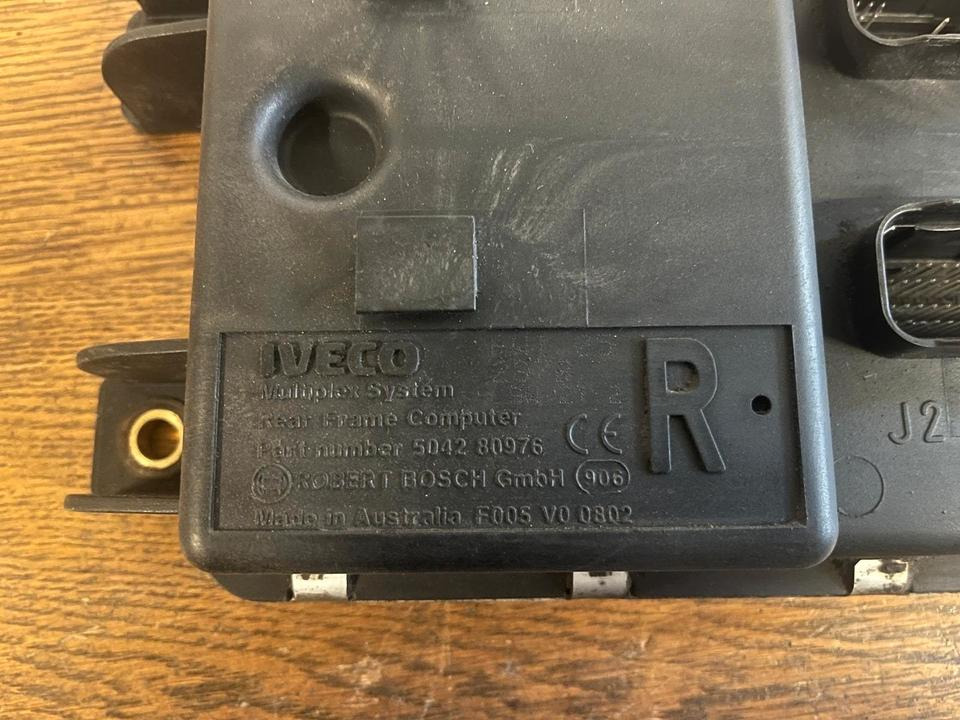 IVECO
Multiplex System
Rear Frame Computer
Part number 5042 80976
CE
R
ROBERT BOSCH GmbH 906
Made in Australia F005 V0 0802
J2